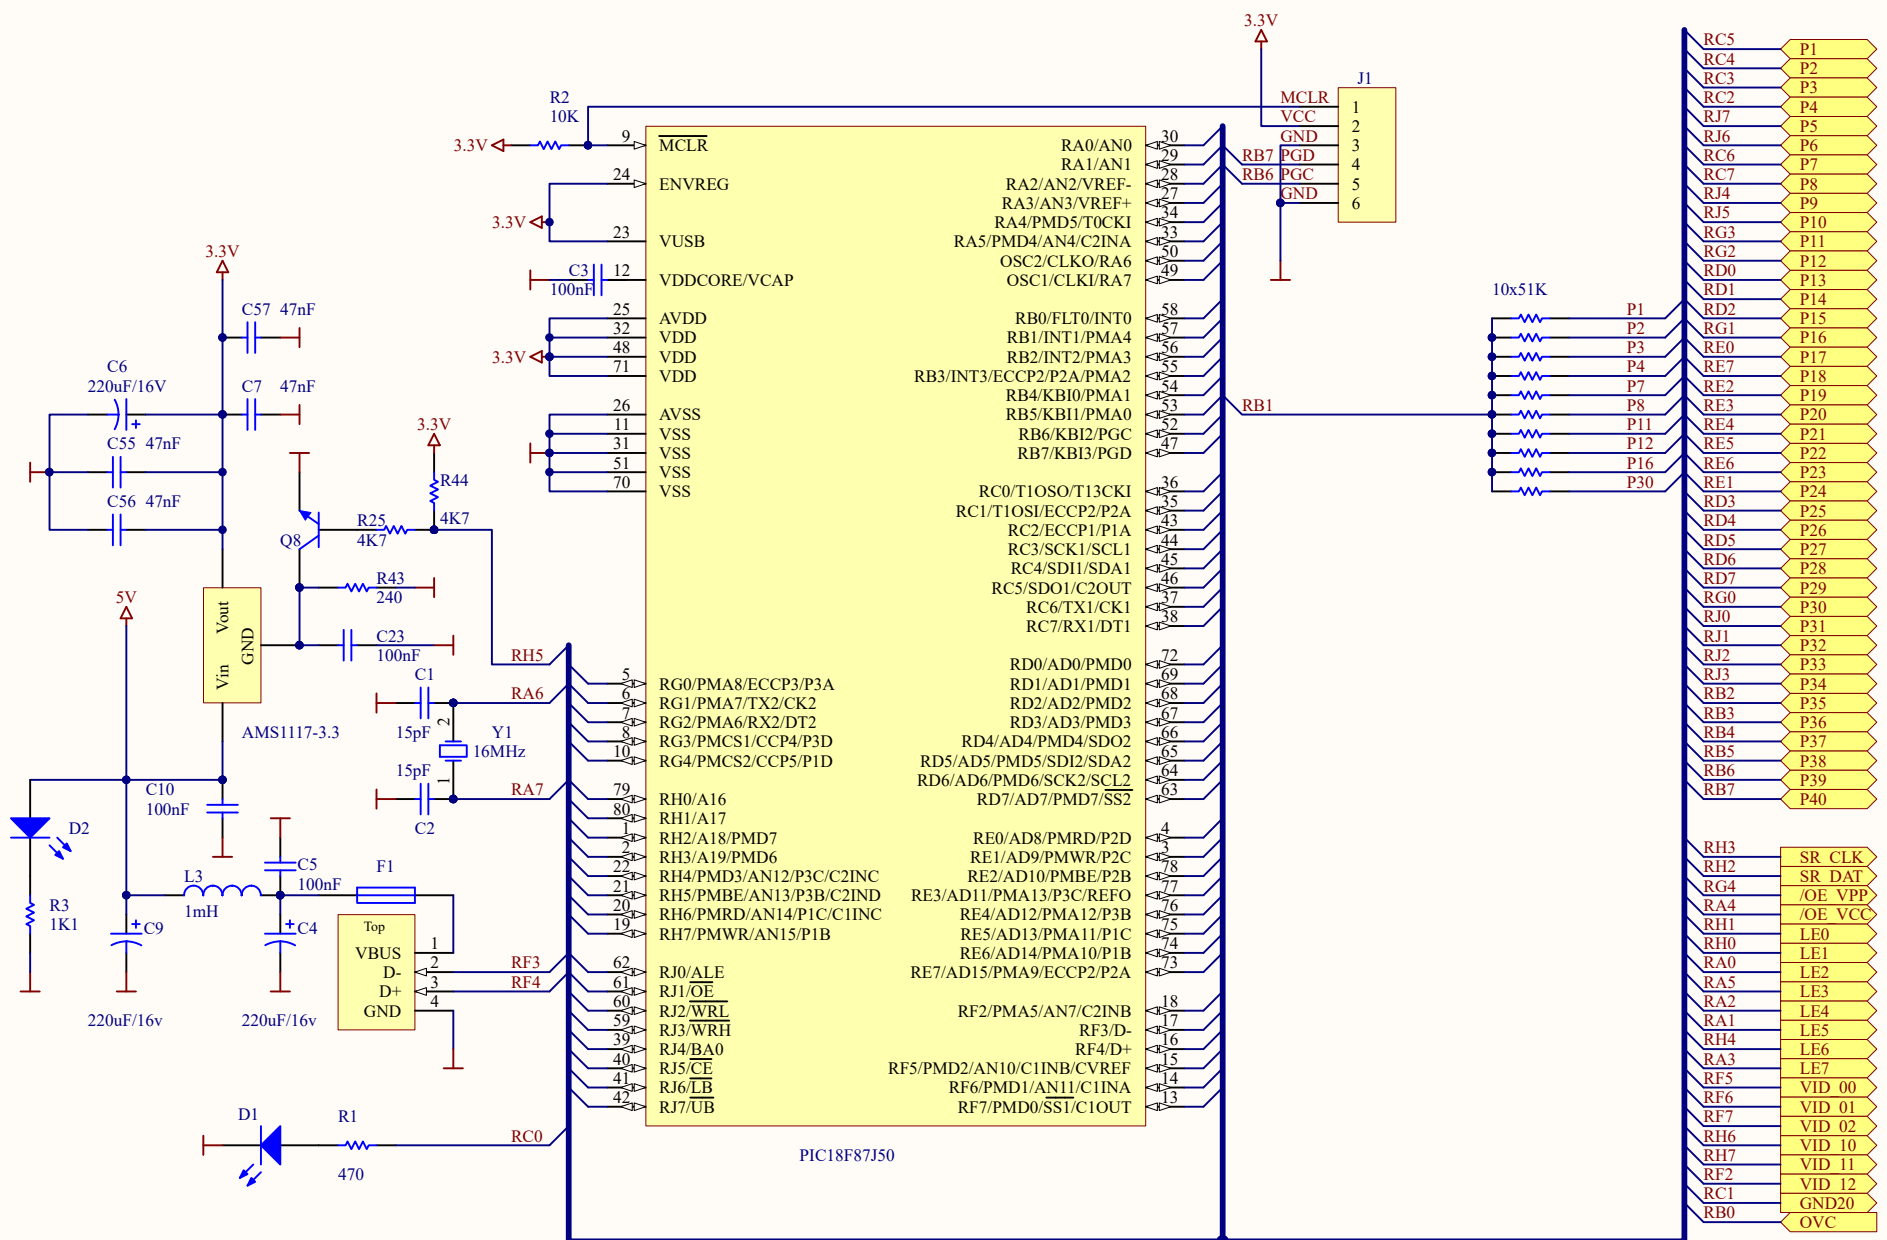 3.3V
J1
R2
10K
MCLR
1
VCC
2
GND
3
RB7 PGD
4
RB6 PGC
5
GND
6
3.3V
9
MCLR
24
ENVREG
3.3V
23
VUSB
C3
100nF
12
VDDCORE/VCAP
25
AVDD
32
VDD
3.3V
48
VDD
71
VDD
26
AVSS
11
VSS
31
VSS
51
VSS
70
VSS
RA0/AN0 30
RA1/AN1 29
RA2/AN2/VREF- 28
RA3/AN3/VREF+ 27
RA4/PMD5/T0CKI 34
RA5/PMD4/AN4/C2INA 33
OSC2/CLKO/RA6 50
OSC1/CLKI/RA7 49
RB0/FLT0/INT0 58
RB1/INT1/PMA4 57
RB2/INT2/PMA3 56
RB3/INT3/ECCP2/P2A/PMA2 55
RB4/KBI0/PMA1 54
RB5/KBI1/PMA0 53
RB6/KBI2/PGC 52
RB7/KBI3/PGD 47
RC0/T1OSO/T13CKI 36
RC1/T1OSI/ECCP2/P2A 35
RC2/ECCP1/P1A 43
RC3/SCK1/SCL1 44
RC4/SDI1/SDA1 45
RC5/SDO1/C2OUT 46
RC6/TX1/CK1 37
RC7/RX1/DT1 38
RD0/AD0/PMD0 72
RD1/AD1/PMD1 69
RD2/AD2/PMD2 68
RD3/AD3/PMD3 67
RD4/AD4/PMD4/SDO2 66
RD5/AD5/PMD5/SDI2/SDA2 65
RD6/AD6/PMD6/SCK2/SCL2 64
RD7/AD7/PMD7/SS2 63
RE0/AD8/PMRD/P2D 4
RE1/AD9/PMWR/P2C 3
RE2/AD10/PMBE/P2B 78
RE3/AD11/PMA13/P3C/REFO 77
RE4/AD12/PMA12/P3B 76
RE5/AD13/PMA11/P1C 75
RE6/AD14/PMA10/P1B 74
RE7/AD15/PMA9/ECCP2/P2A 73
RF2/PMA5/AN7/C2INB 18
RF3/D- 17
RF4/D+ 16
RF5/PMD2/AN10/C1INB/CVREF 15
RF6/PMD1/AN11/C1INA 14
RF7/PMD0/SS1/C1OUT 13
5 RG0/PMA8/ECCP3/P3A
6 RG1/PMA7/TX2/CK2
7 RG2/PMA6/RX2/DT2
8 RG3/PMCS1/CCP4/P3D
10 RG4/PMCS2/CCP5/P1D
79 RH0/A16
80 RH1/A17
1 RH2/A18/PMD7
2 RH3/A19/PMD6
22 RH4/PMD3/AN12/P3C/C2INC
21 RH5/PMBE/AN13/P3B/C2IND
20 RH6/PMRD/AN14/P1C/C1INC
19 RH7/PMWR/AN15/P1B
62 RJ0/ALE
61 RJ1/OE
60 RJ2/WRL
59 RJ3/WRH
39 RJ4/BA0
40 RJ5/CE
41 RJ6/LB
42 RJ7/UB
PIC18F87J50
3.3V
C57 47nF
C6
220uF/16V
C7 47nF
+
C55 47nF
C56 47nF
3.3V
R44
4K7
R25
4K7
Q8
R43
240
5V
Vout
GND
Vin
C23
100nF
AMS1117-3.3
RH5
C1
RA6
15pF
2
Y1
16MHz
15pF
1
RA7
C2
C10
100nF
D2
R3
1K1
L3
1mH
C5
100nF
F1
+
C9
+
C4
220uF/16v
220uF/16v
Top
VBUS 1
D- 2
D+ 3
GND 4
RF3
RF4
D1
R1
470
RC0
RB1
10x51K
P1
P2
P3
P4
P7
P8
P11
P12
P16
P30
RC5 P1
RC4 P2
RC3 P3
RC2 P4
RJ7 P5
RJ6 P6
RC6 P7
RC7 P8
RJ4 P9
RJ5 P10
RG3 P11
RG2 P12
RD0 P13
RD1 P14
RD2 P15
RG1 P16
RE0 P17
RE7 P18
RE2 P19
RE3 P20
RE4 P21
RE5 P22
RE6 P23
RE1 P24
RD3 P25
RD4 P26
RD5 P27
RD6 P28
RD7 P29
RG0 P30
RJ0 P31
RJ1 P32
RJ2 P33
RJ3 P34
RB2 P35
RB3 P36
RB4 P37
RB5 P38
RB6 P39
RB7 P40
RH3 SR_CLK
RH2 SR_DAT
RG4 /OE_VPP
RA4 /OE_VCC
RH1 LE0
RH0 LE1
RA0 LE2
RA5 LE3
RA2 LE4
RA1 LE5
RH4 LE6
RA3 LE7
RF5 VID_00
RF6 VID_01
RF7 VID_02
RH6 VID_10
RH7 VID_11
RF2 VID_12
RC1 GND20
RB0 OVC